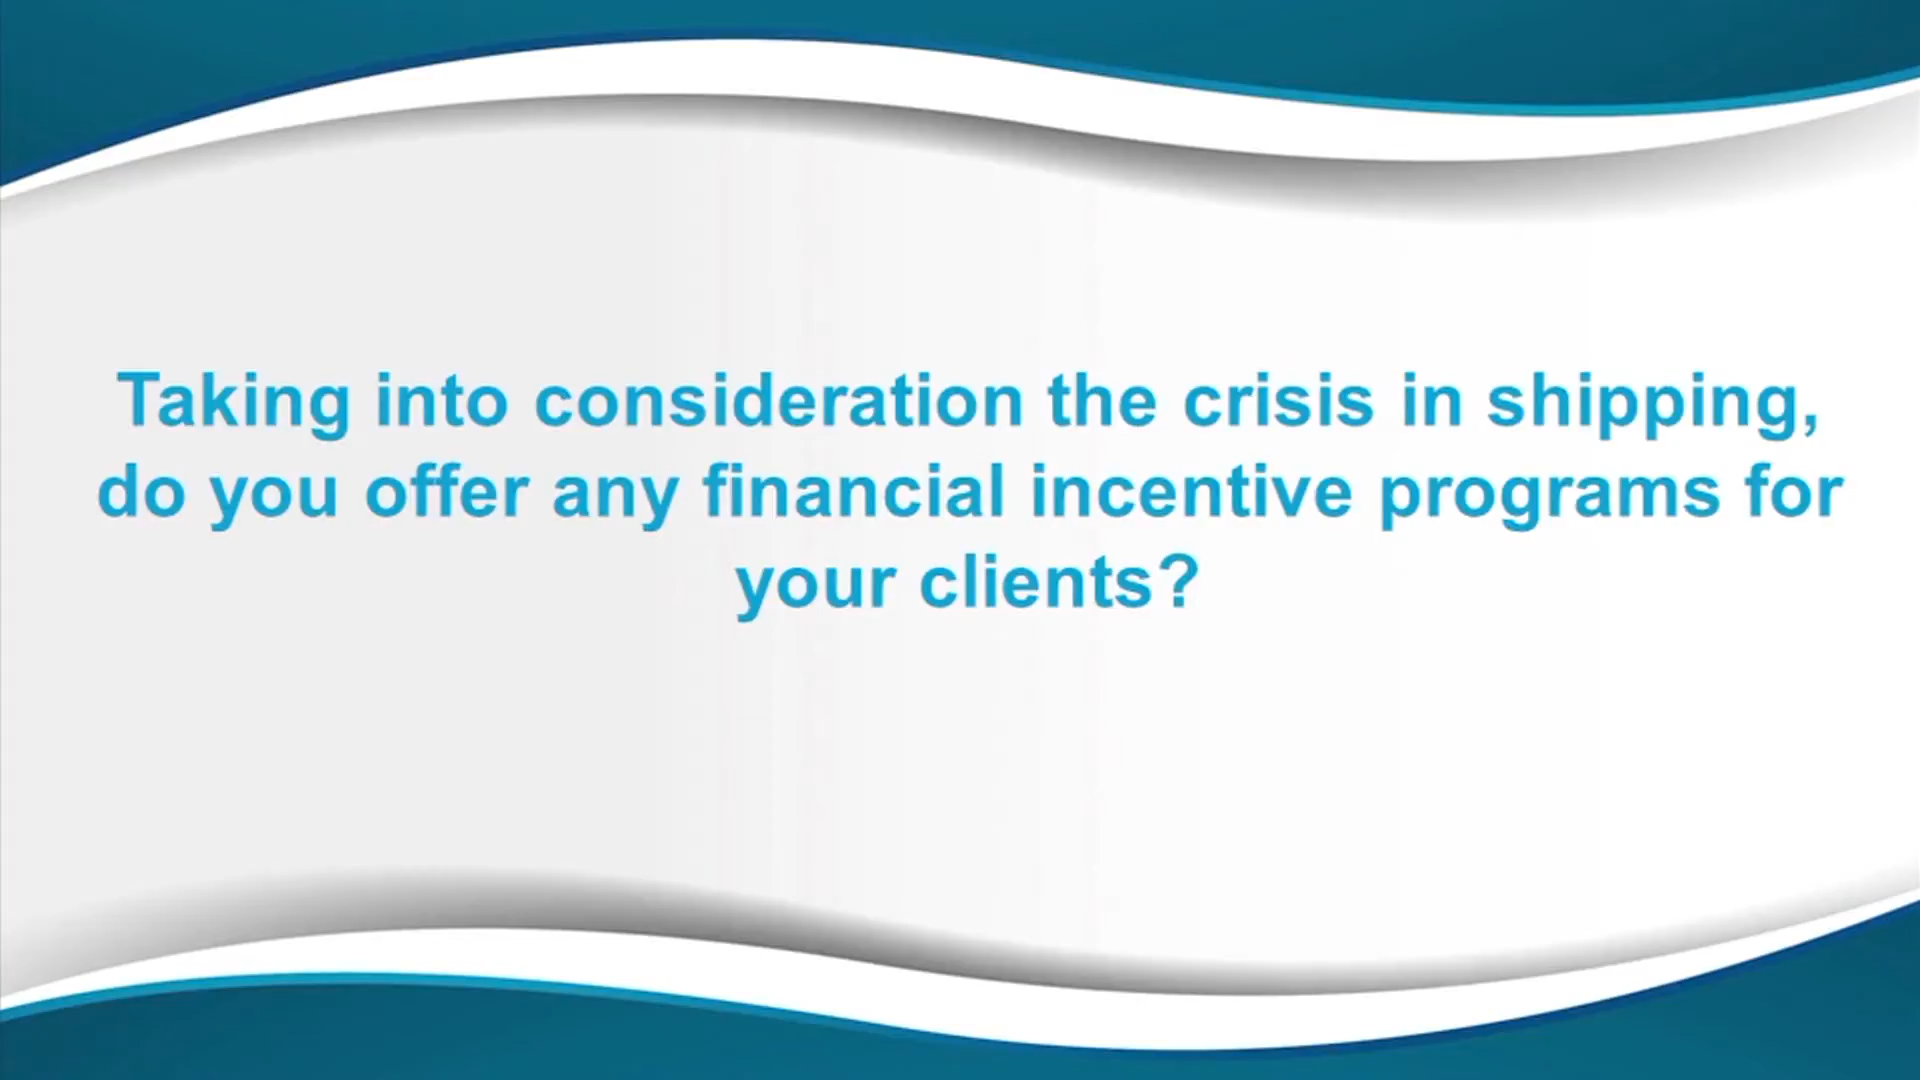 Taking into consideration the crisis in shipping,
do you offer any financial incentive programs for
your clients?